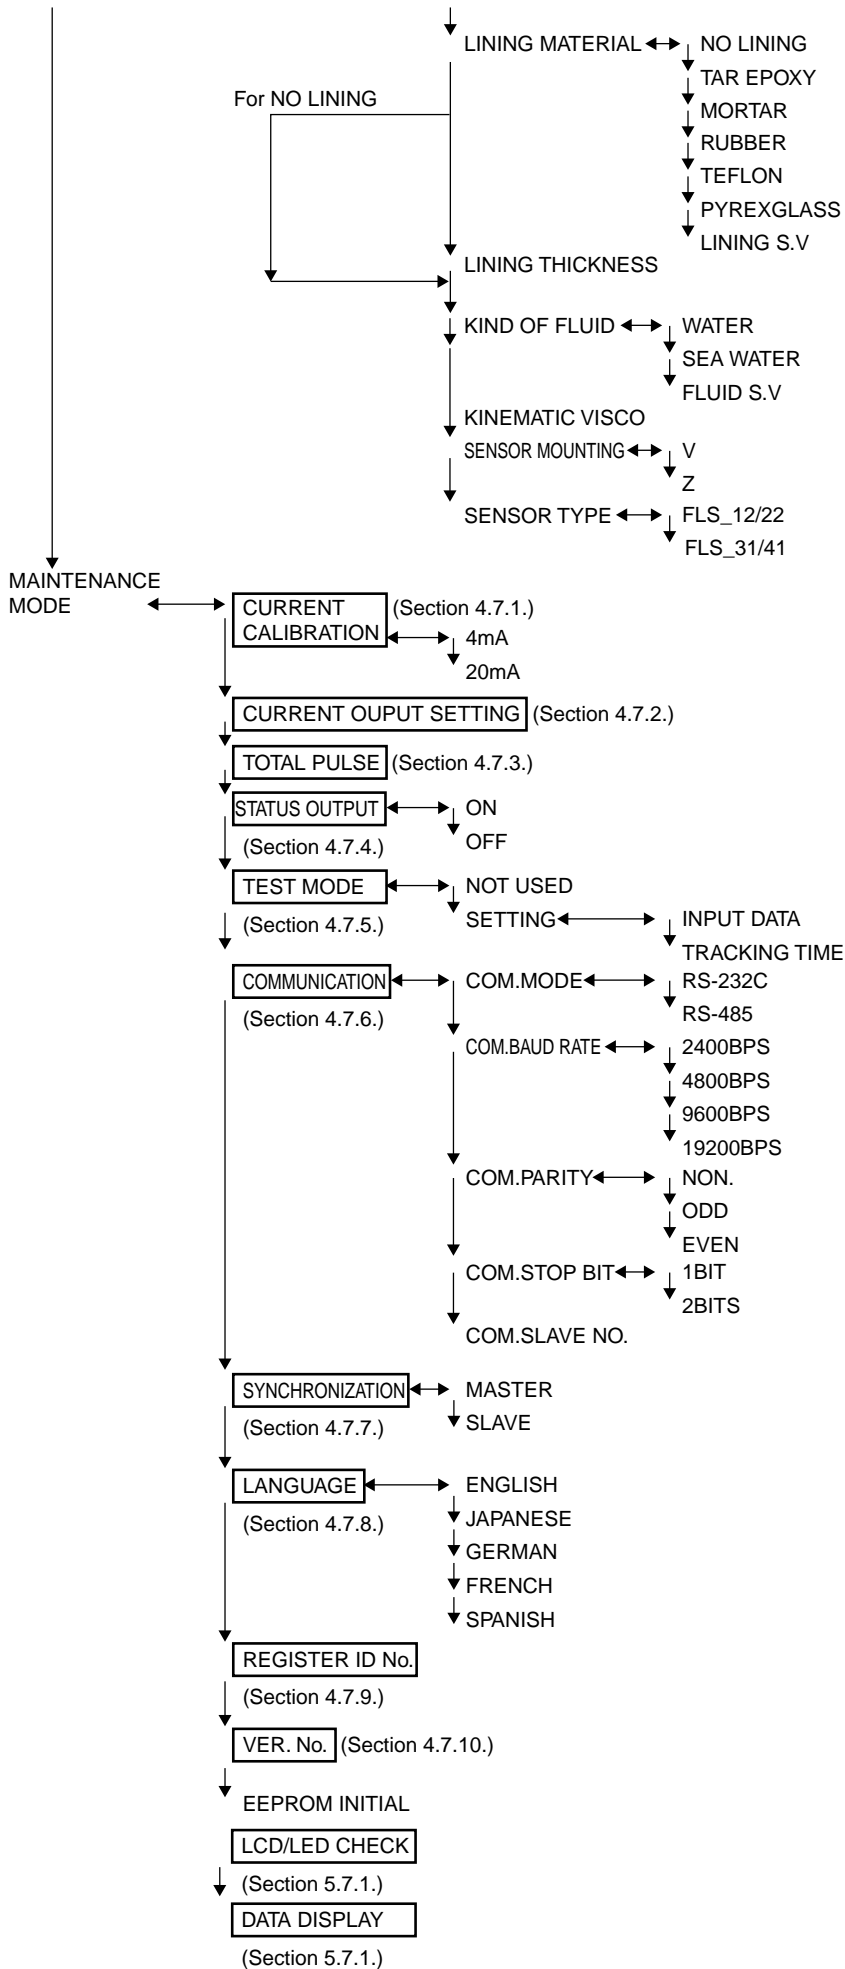 LINING MATERIAL
NO LINING
TAR EPOXY
For NO LINING
MORTAR
RUBBER
TEFLON
PYREXGLASS
LINING S.V
LINING THICKNESS
KIND OF FLUID
WATER
SEA WATER
FLUID S.V
KINEMATIC VISCO
SENSOR MOUNTING
V
Z
SENSOR TYPE
FLS_12/22
FLS_31/41
MAINTENANCE
MODE
CURRENT
CALIBRATION
(Section 4.7.1.)
4mA
20mA
CURRENT OUPUT SETTING
(Section 4.7.2.)
TOTAL PULSE
(Section 4.7.3.)
STATUS OUTPUT
ON
OFF
(Section 4.7.4.)
TEST MODE
NOT USED
(Section 4.7.5.)
SETTING
INPUT DATA
TRACKING TIME
COMMUNICATION
(Section 4.7.6.)
COM.MODE
RS-232C
RS-485
COM.BAUD RATE
2400BPS
4800BPS
9600BPS
19200BPS
COM.PARITY
NON.
ODD
EVEN
COM.STOP BIT
1BIT
2BITS
COM.SLAVE NO.
SYNCHRONIZATION
(Section 4.7.7.)
MASTER
SLAVE
LANGUAGE
(Section 4.7.8.)
ENGLISH
JAPANESE
GERMAN
FRENCH
SPANISH
REGISTER ID No.
(Section 4.7.9.)
VER. No.
(Section 4.7.10.)
EEPROM INITIAL
LCD/LED CHECK
(Section 5.7.1.)
DATA DISPLAY
(Section 5.7.1.)